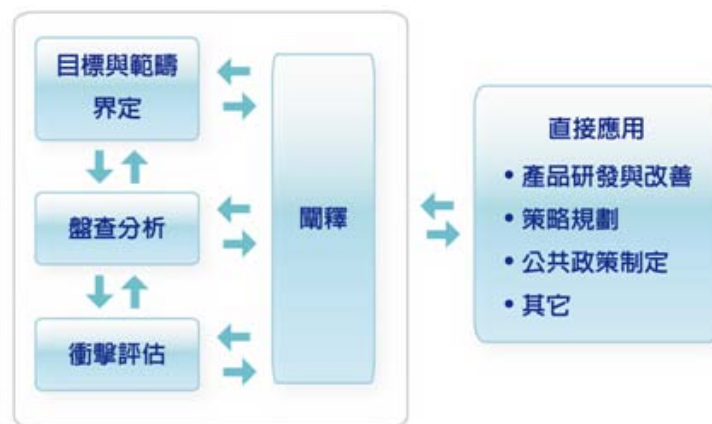 目標與範疇
界定
盤查分析
衝擊評估
闡釋
直接應用
• 產品研發與改善
• 策略規劃
• 公共政策制定
• 其它